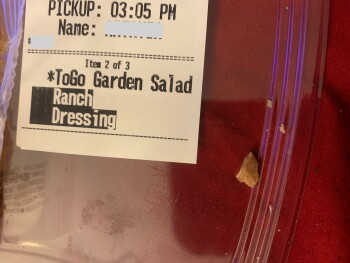 PICKUP: 03:05 PM
Name:
Item 2 of 3
*ToGo Garden Salad
Ranch
Dressing